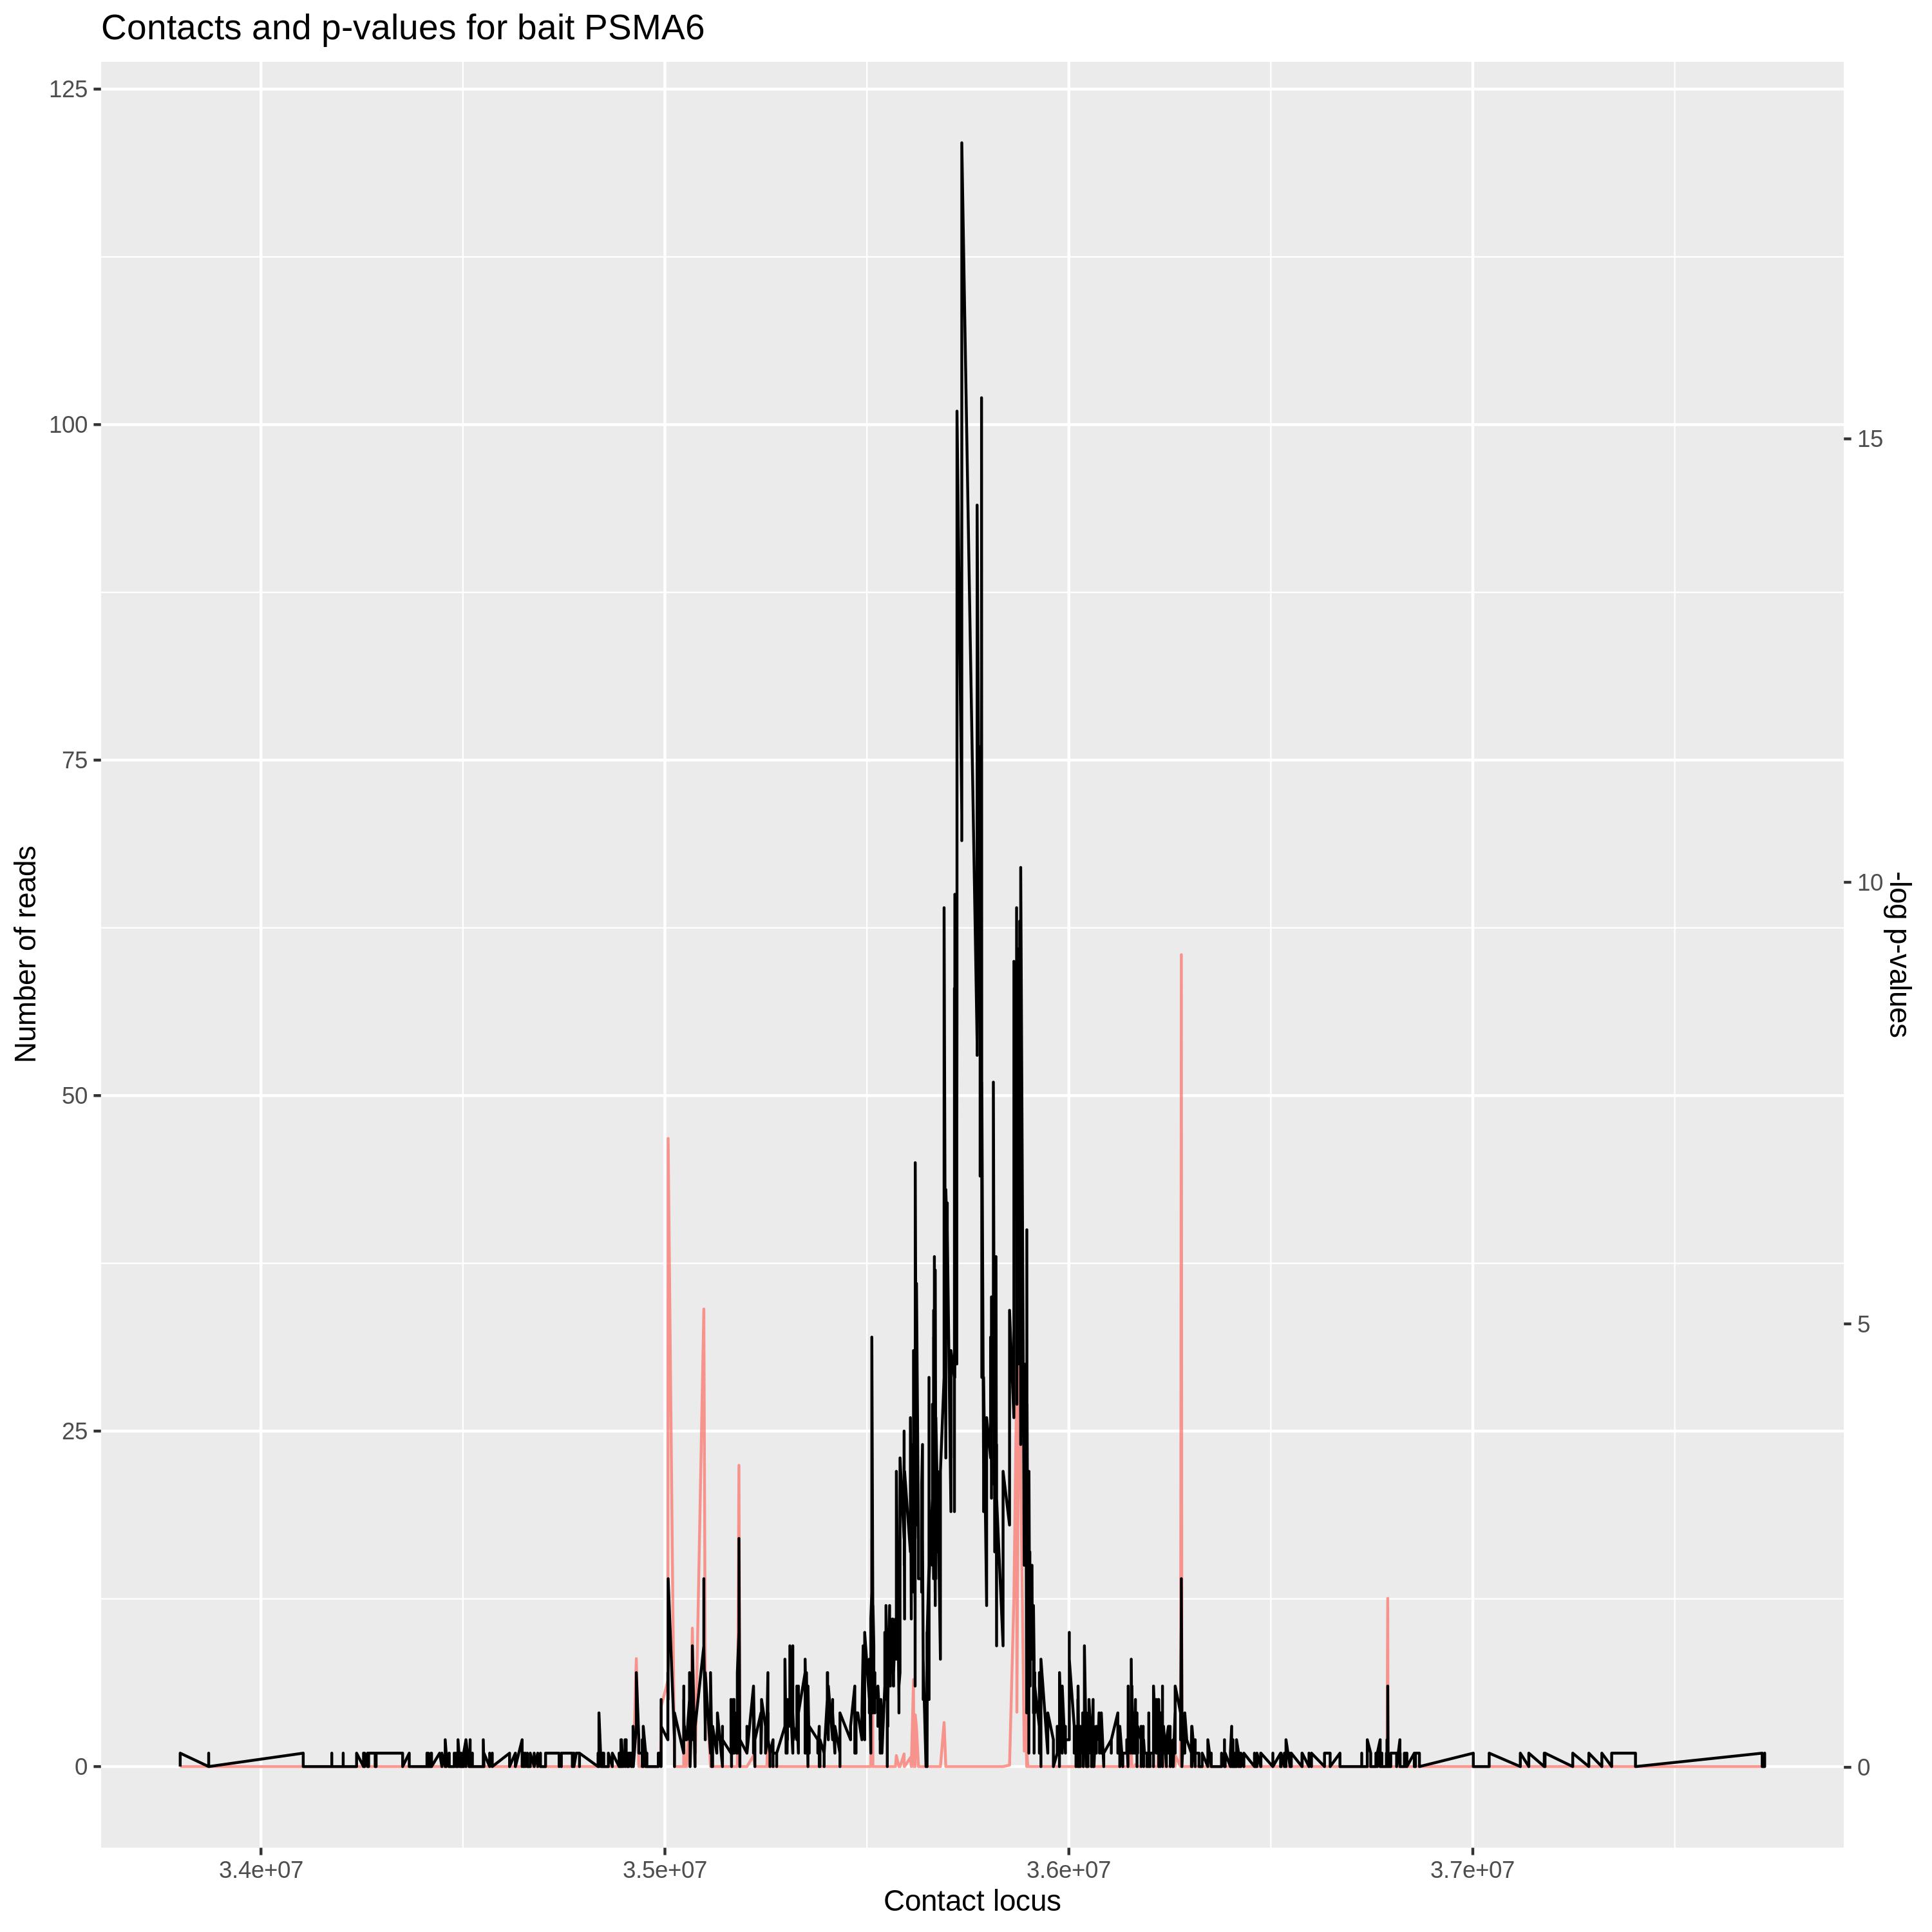 Contacts and p-values for bait PSMA6
125
100
75
50
25
0
Number of reads
15
10
5
0
-log p-values
3.4e+07
3.5e+07
3.6e+07
3.7e+07
Contact locus